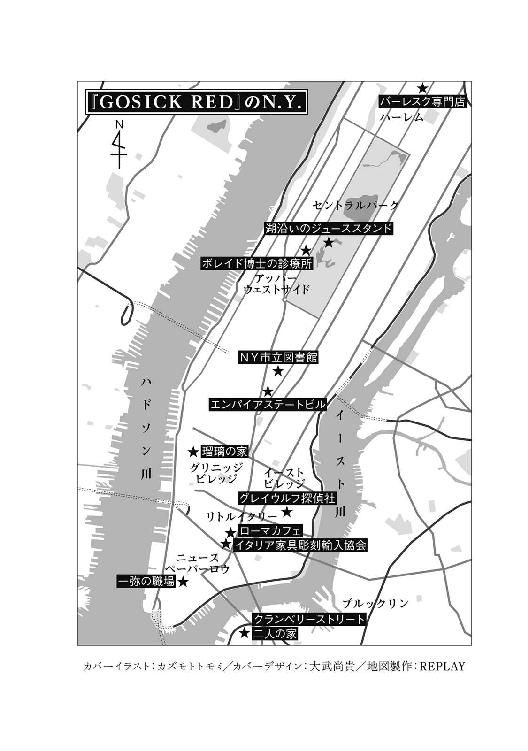 『GOSICK RED』のN.Y.
N
バーレスク専門店
ハーレム
セントラルパーク
湖沿いのジューススタンド
ボレイド博士の診療所
アッパー
ウェストサイド
NY市立図書館
エンパイアステートビル
ハドソン川
イースト川
瑠璃の家
グリニッジ
ビレッジ
イースト
ビレッジ
グレイウルフ探偵社
リトルイタリー
ローマカフェ
イタリア家具彫刻輸入協会
ニュース
ペーパーロウ
一弥の職場
ブルックリン
クランベリーストリート
二人の家
カバーイラスト：カズモトトモミ／カバーデザイン：大武尚貴／地図製作：REPLAY